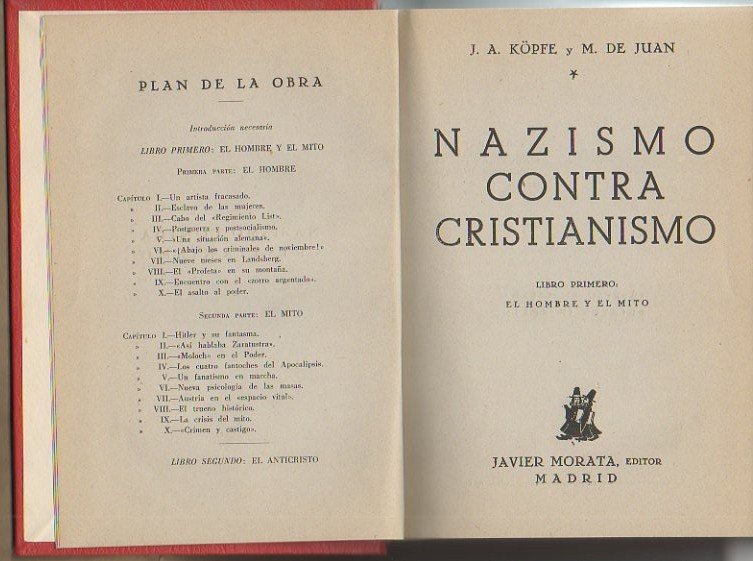 PLAN DE LA OBRA
Introducción necesaria
LIBRO PRIMERO: EL HOMBRE Y EL MITO
PRIMERA PARTE: EL HOMBRE
CAPÍTULO I.—Un artista fracasado.
» II.—Esclavo de las mujeres.
» III.—Cabo del «Regimiento List».
» IV.—Postguerra y postsocialismo.
» V.—«Una situación alemana».
» VI.—«¡Abajo los criminales de noviembre!»
» VII.—Nueve meses en Landsberg.
» VIII.—El «Profeta» en su montaña.
» IX.—Encuentro con el «zorro argentado».
» X.—El asalto al poder.
SEGUNDA PARTE: EL MITO
CAPÍTULO I.—Hitler y su fantasma.
» II.—«Así hablaba Zaratustra».
» III.—«Moloch» en el Poder.
» IV.—Los cuatro fantoches del Apocalipsis.
» V.—Un fanatismo en marcha.
» VI.—Nueva psicología de las masas.
» VII.—Austria en el «espacio vital».
» VIII.—El trueno histórico.
» IX.—La crisis del mito.
» X.—«Crimen y castigo».
LIBRO SEGUNDO: EL ANTICRISTO
J. A. KÖPFE y M. DE JUAN
*
NAZISMO
CONTRA
CRISTIANISMO
LIBRO PRIMERO:
EL HOMBRE Y EL MITO
JAVIER MORATA, EDITOR
MADRID